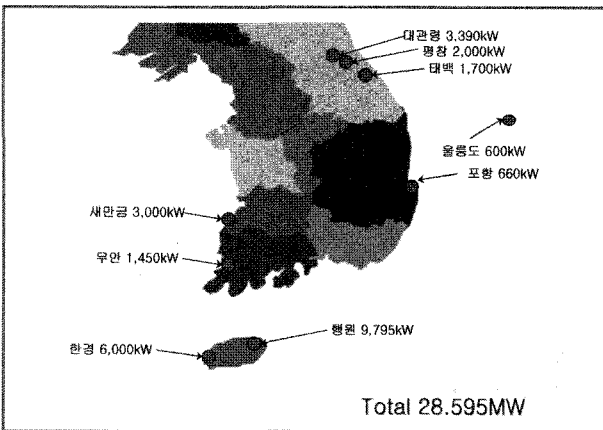 대관령 3,390kW
평창 2,000kW
태백 1,700kW
울릉도 600kW
포항 660kW
새만금 3,000kW
무안 1,450kW
행원 9,795kW
한경 6,000kW
Total 28.595MW